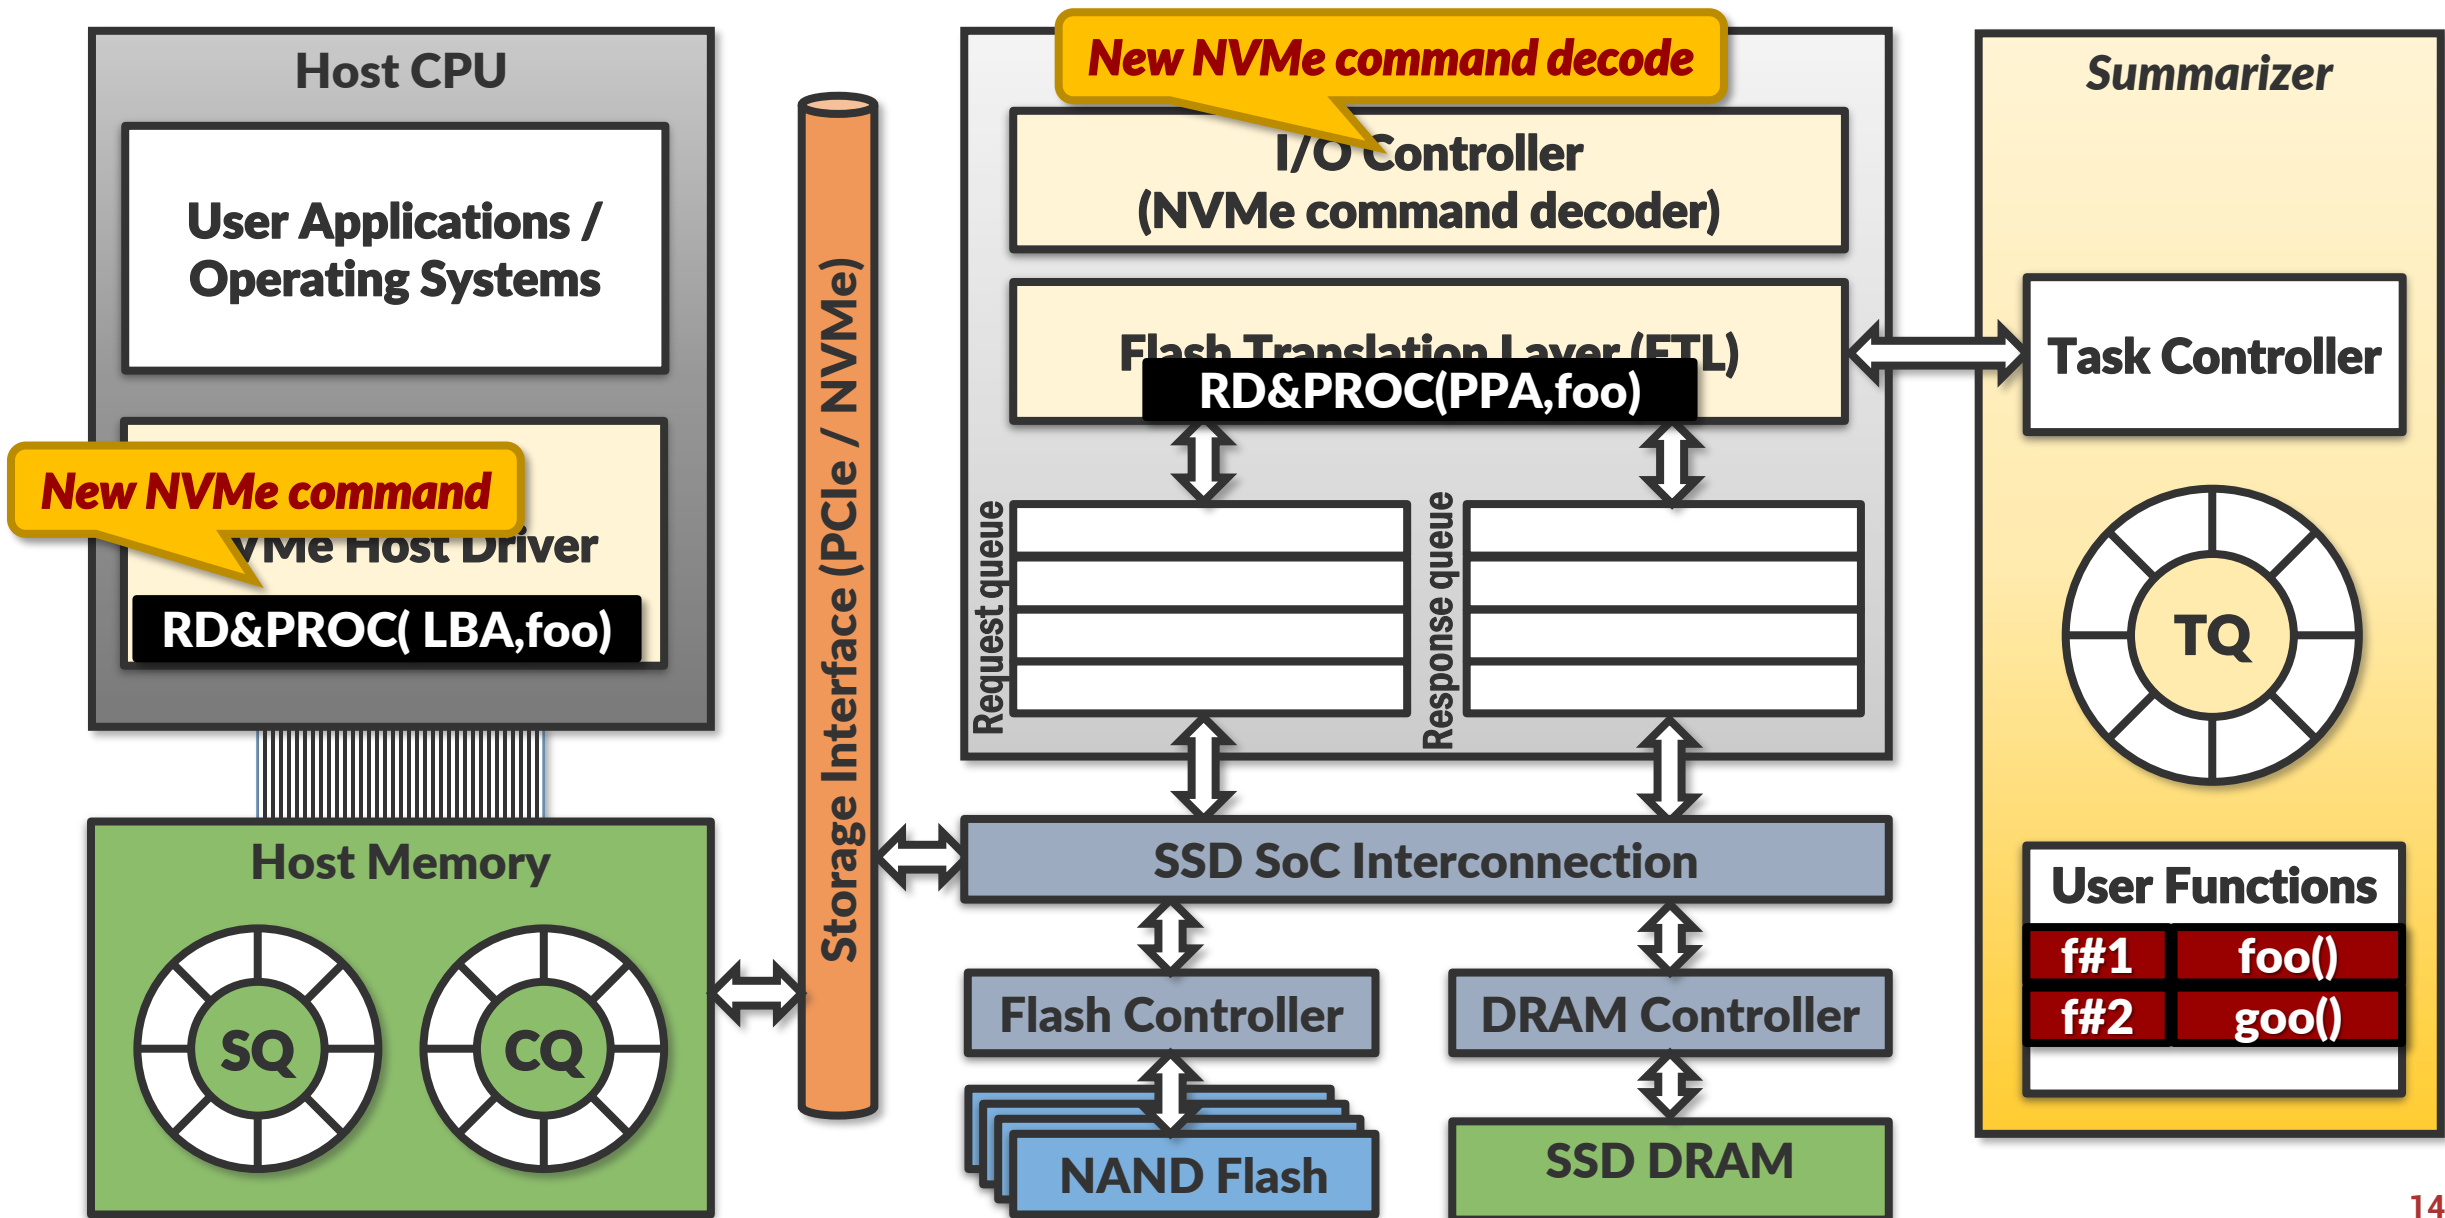 Host CPU
User Applications /
Operating Systems
New NVMe command
VMe Host Driver
RD&PROC( LBA,foo)
Host Memory
SQ
CQ
Storage Interface (PCIe / NVMe)
New NVMe command decode
I/O Controller
(NVMe command decoder)
Flash Translation Layer (FTL)
RD&PROC(PPA,foo)
Request queue
Response queue
SSD SoC Interconnection
Flash Controller
DRAM Controller
NAND Flash
SSD DRAM
Summarizer
Task Controller
TQ
User Functions
f#1 foo()
f#2 goo()
14